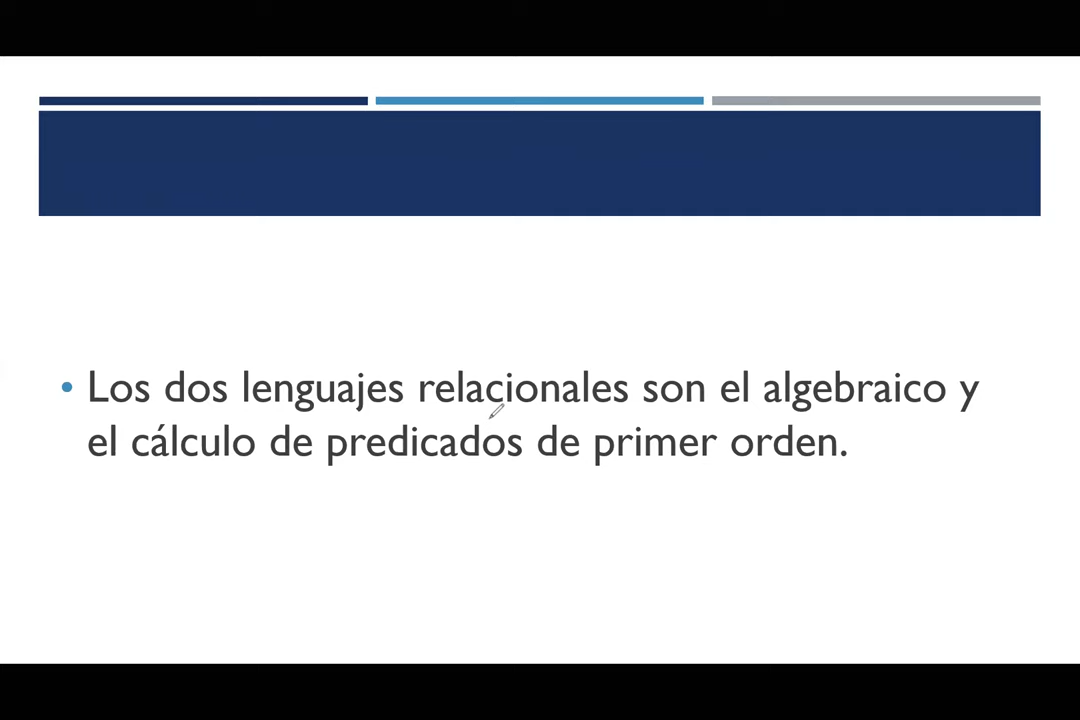 • Los dos lenguajes relacionales son el algebraico y
el cálculo de predicados de primer orden.